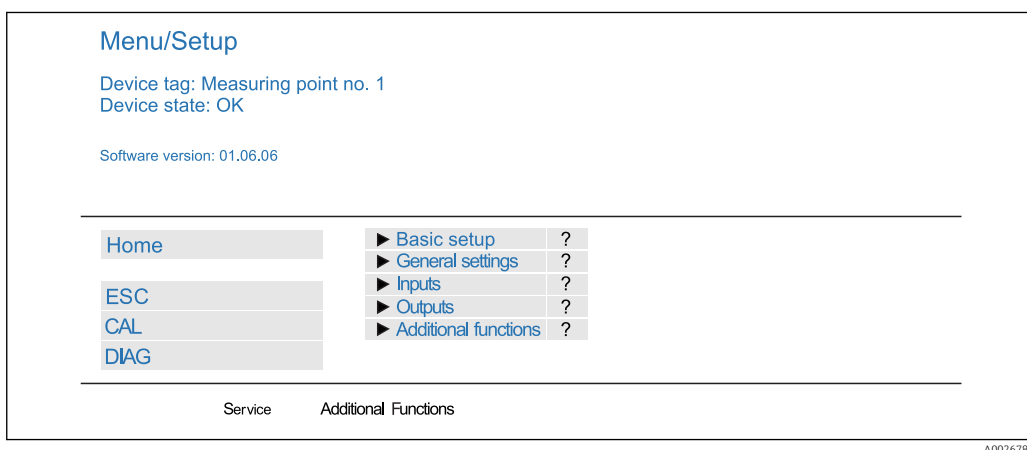 Menu/Setup
Device tag: Measuring point no. 1
Device state: OK
Software version: 01.06.06
Home
ESC
CAL
DIAG
► Basic setup ?
► General settings ?
► Inputs ?
► Outputs ?
► Additional functions ?
Service Additional Functions